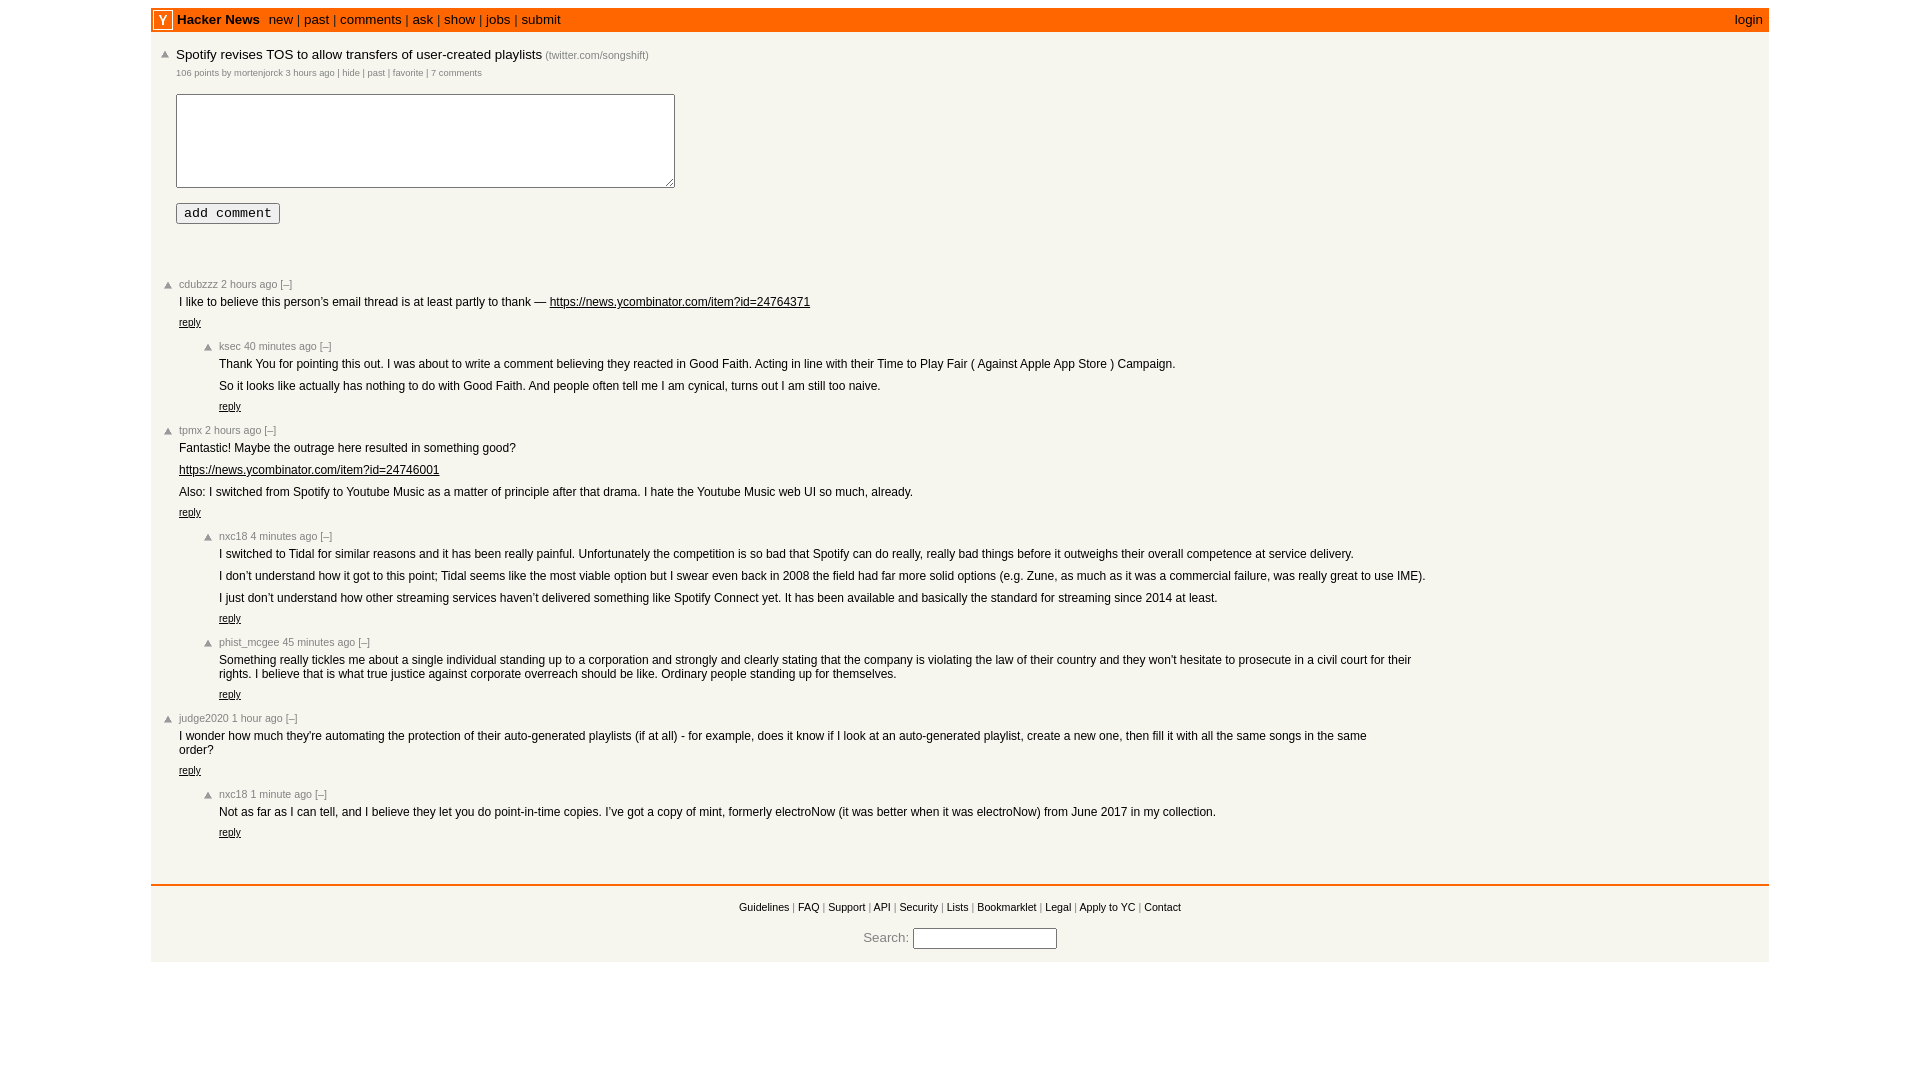 Y Hacker News new | past | comments | ask | show | jobs | submit login
Spotify revises TOS to allow transfers of user-created playlists (twitter.com/songshift)
106 points by mortenjorck 3 hours ago | hide | past | favorite | 7 comments
add comment
cdubzzz 2 hours ago [–]
I like to believe this person’s email thread is at least partly to thank — https://news.ycombinator.com/item?id=24764371
reply
ksec 40 minutes ago [–]
Thank You for pointing this out. I was about to write a comment believing they reacted in Good Faith. Acting in line with their Time to Play Fair ( Against Apple App Store ) Campaign.
So it looks like actually has nothing to do with Good Faith. And people often tell me I am cynical, turns out I am still too naive.
reply
tpmx 2 hours ago [–]
Fantastic! Maybe the outrage here resulted in something good?
https://news.ycombinator.com/item?id=24746001
Also: I switched from Spotify to Youtube Music as a matter of principle after that drama. I hate the Youtube Music web UI so much, already.
reply
nxc18 4 minutes ago [–]
I switched to Tidal for similar reasons and it has been really painful. Unfortunately the competition is so bad that Spotify can do really, really bad things before it outweighs their overall competence at service delivery.
I don’t understand how it got to this point; Tidal seems like the most viable option but I swear even back in 2008 the field had far more solid options (e.g. Zune, as much as it was a commercial failure, was really great to use IME).
I just don’t understand how other streaming services haven’t delivered something like Spotify Connect yet. It has been available and basically the standard for streaming since 2014 at least.
reply
phist_mcgee 45 minutes ago [–]
Something really tickles me about a single individual standing up to a corporation and strongly and clearly stating that the company is violating the law of their country and they won't hesitate to prosecute in a civil court for their
rights. I believe that is what true justice against corporate overreach should be like. Ordinary people standing up for themselves.
reply
judge2020 1 hour ago [–]
I wonder how much they're automating the protection of their auto-generated playlists (if at all) - for example, does it know if I look at an auto-generated playlist, create a new one, then fill it with all the same songs in the same
order?
reply
nxc18 1 minute ago [–]
Not as far as I can tell, and I believe they let you do point-in-time copies. I’ve got a copy of mint, formerly electroNow (it was better when it was electroNow) from June 2017 in my collection.
reply
Guidelines | FAQ | Support | API | Security | Lists | Bookmarklet | Legal | Apply to YC | Contact
Search: